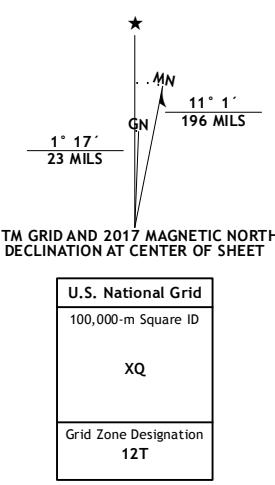 ★
MN
GN
11° 1´
196 MILS
1° 17´
23 MILS
TM GRID AND 2017 MAGNETIC NORTH
DECLINATION AT CENTER OF SHEET
U.S. National Grid
100,000-m Square ID
XQ
Grid Zone Designation
12T